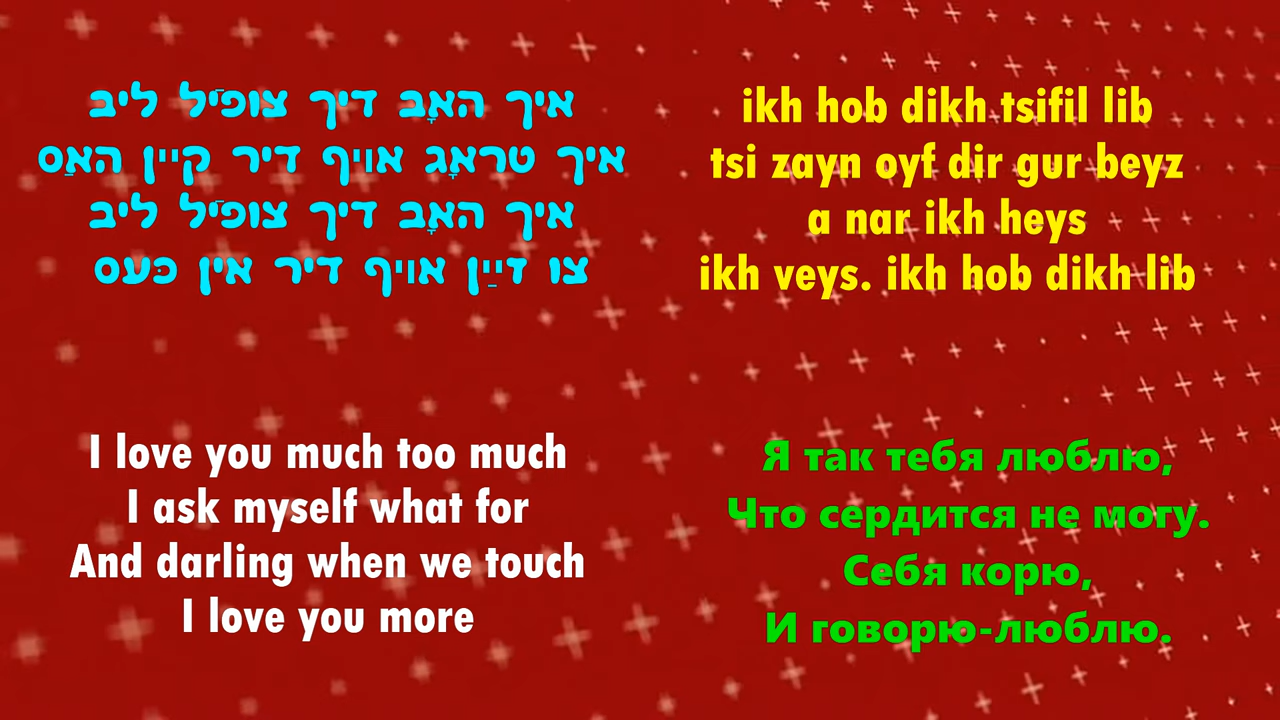 איך האָב דיך צופֿיל ליב
איך טראָג אויף דיר קיין האַס
איך האָב דיך צופֿיל ליב
צו זײַן אויף דיר אין כּעס
ikh hob dikh tsifil lib
tsi zayn oyf dir gur beyz
a nar ikh heys
ikh veys. ikh hob dikh lib
I love you much too much
I ask myself what for
And darling when we touch
I love you more
Я так тебя люблю,
Что сердится не могу.
Себя корю,
И говорю-люблю.